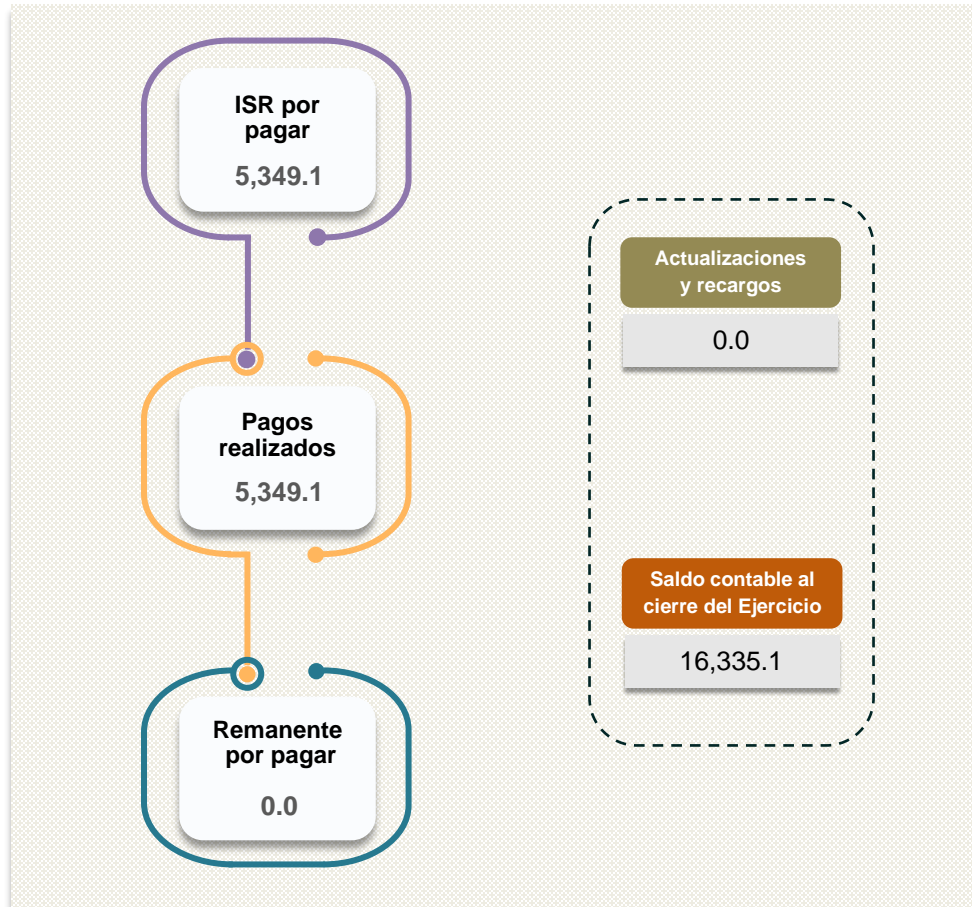 ISR por
pagar
5,349.1
Pagos
realizados
5,349.1
Remanente
por pagar
0.0
Actualizaciones
y recargos
0.0
Saldo contable al
cierre del Ejercicio
16,335.1